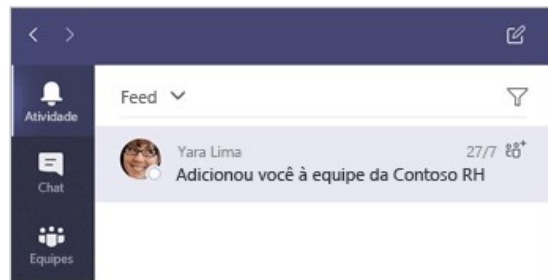 Atividade
Chat
Equipes
Feed
Yara Lima 27/7
Adicionou você à equipe da Contoso RH